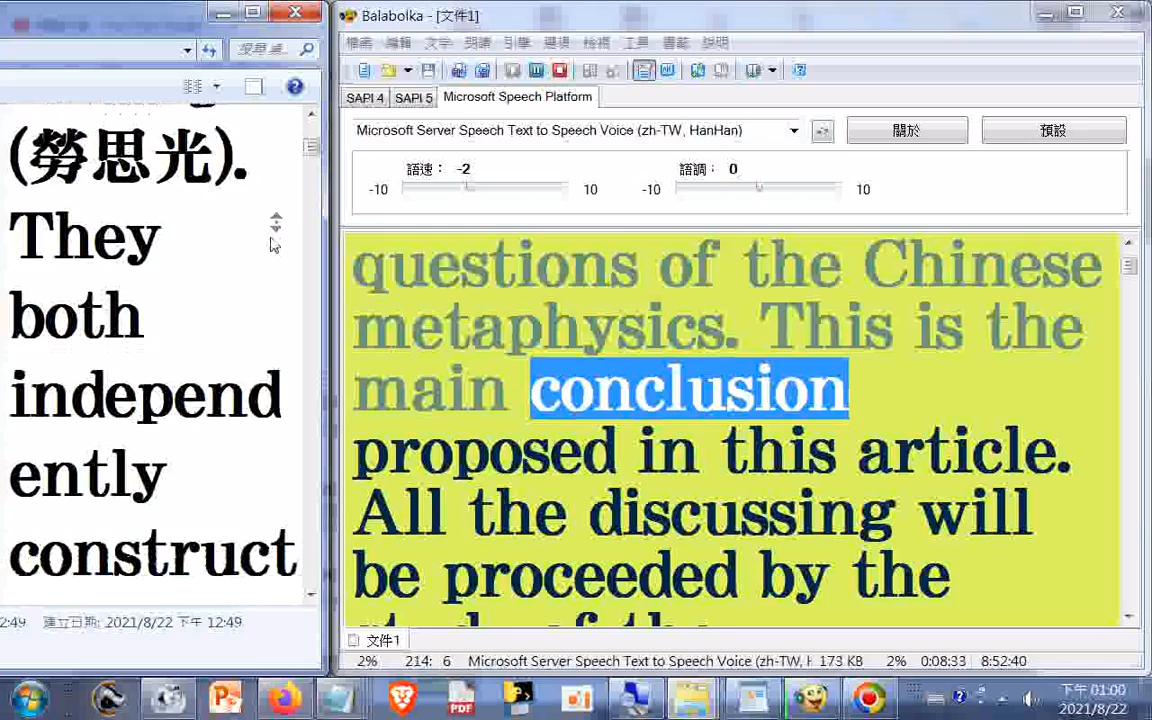 (勞思光).
They
both
independ
ently
construct
12:49 建立日期: 2021/8/22 下午 12:49
Balabolka - [文件1]
檔案 編輯 文字 朗讀 引擎 選項 檢視 工具 書籤 說明
SAPI 4 SAPI 5 Microsoft Speech Platform
Microsoft Server Speech Text to Speech Voice (zh-TW, HanHan) 關於 預設
語速： -2 語調： 0
-10 10 -10 10
questions of the Chinese
metaphysics. This is the
main conclusion
proposed in this article.
All the discussing will
be proceeded by the
文件1
2% 214: 6 Microsoft Server Speech Text to Speech Voice (zh-TW, 173 KB 2% 0:08:33 8:52:40
PDF
下午 01:00
2021/8/22